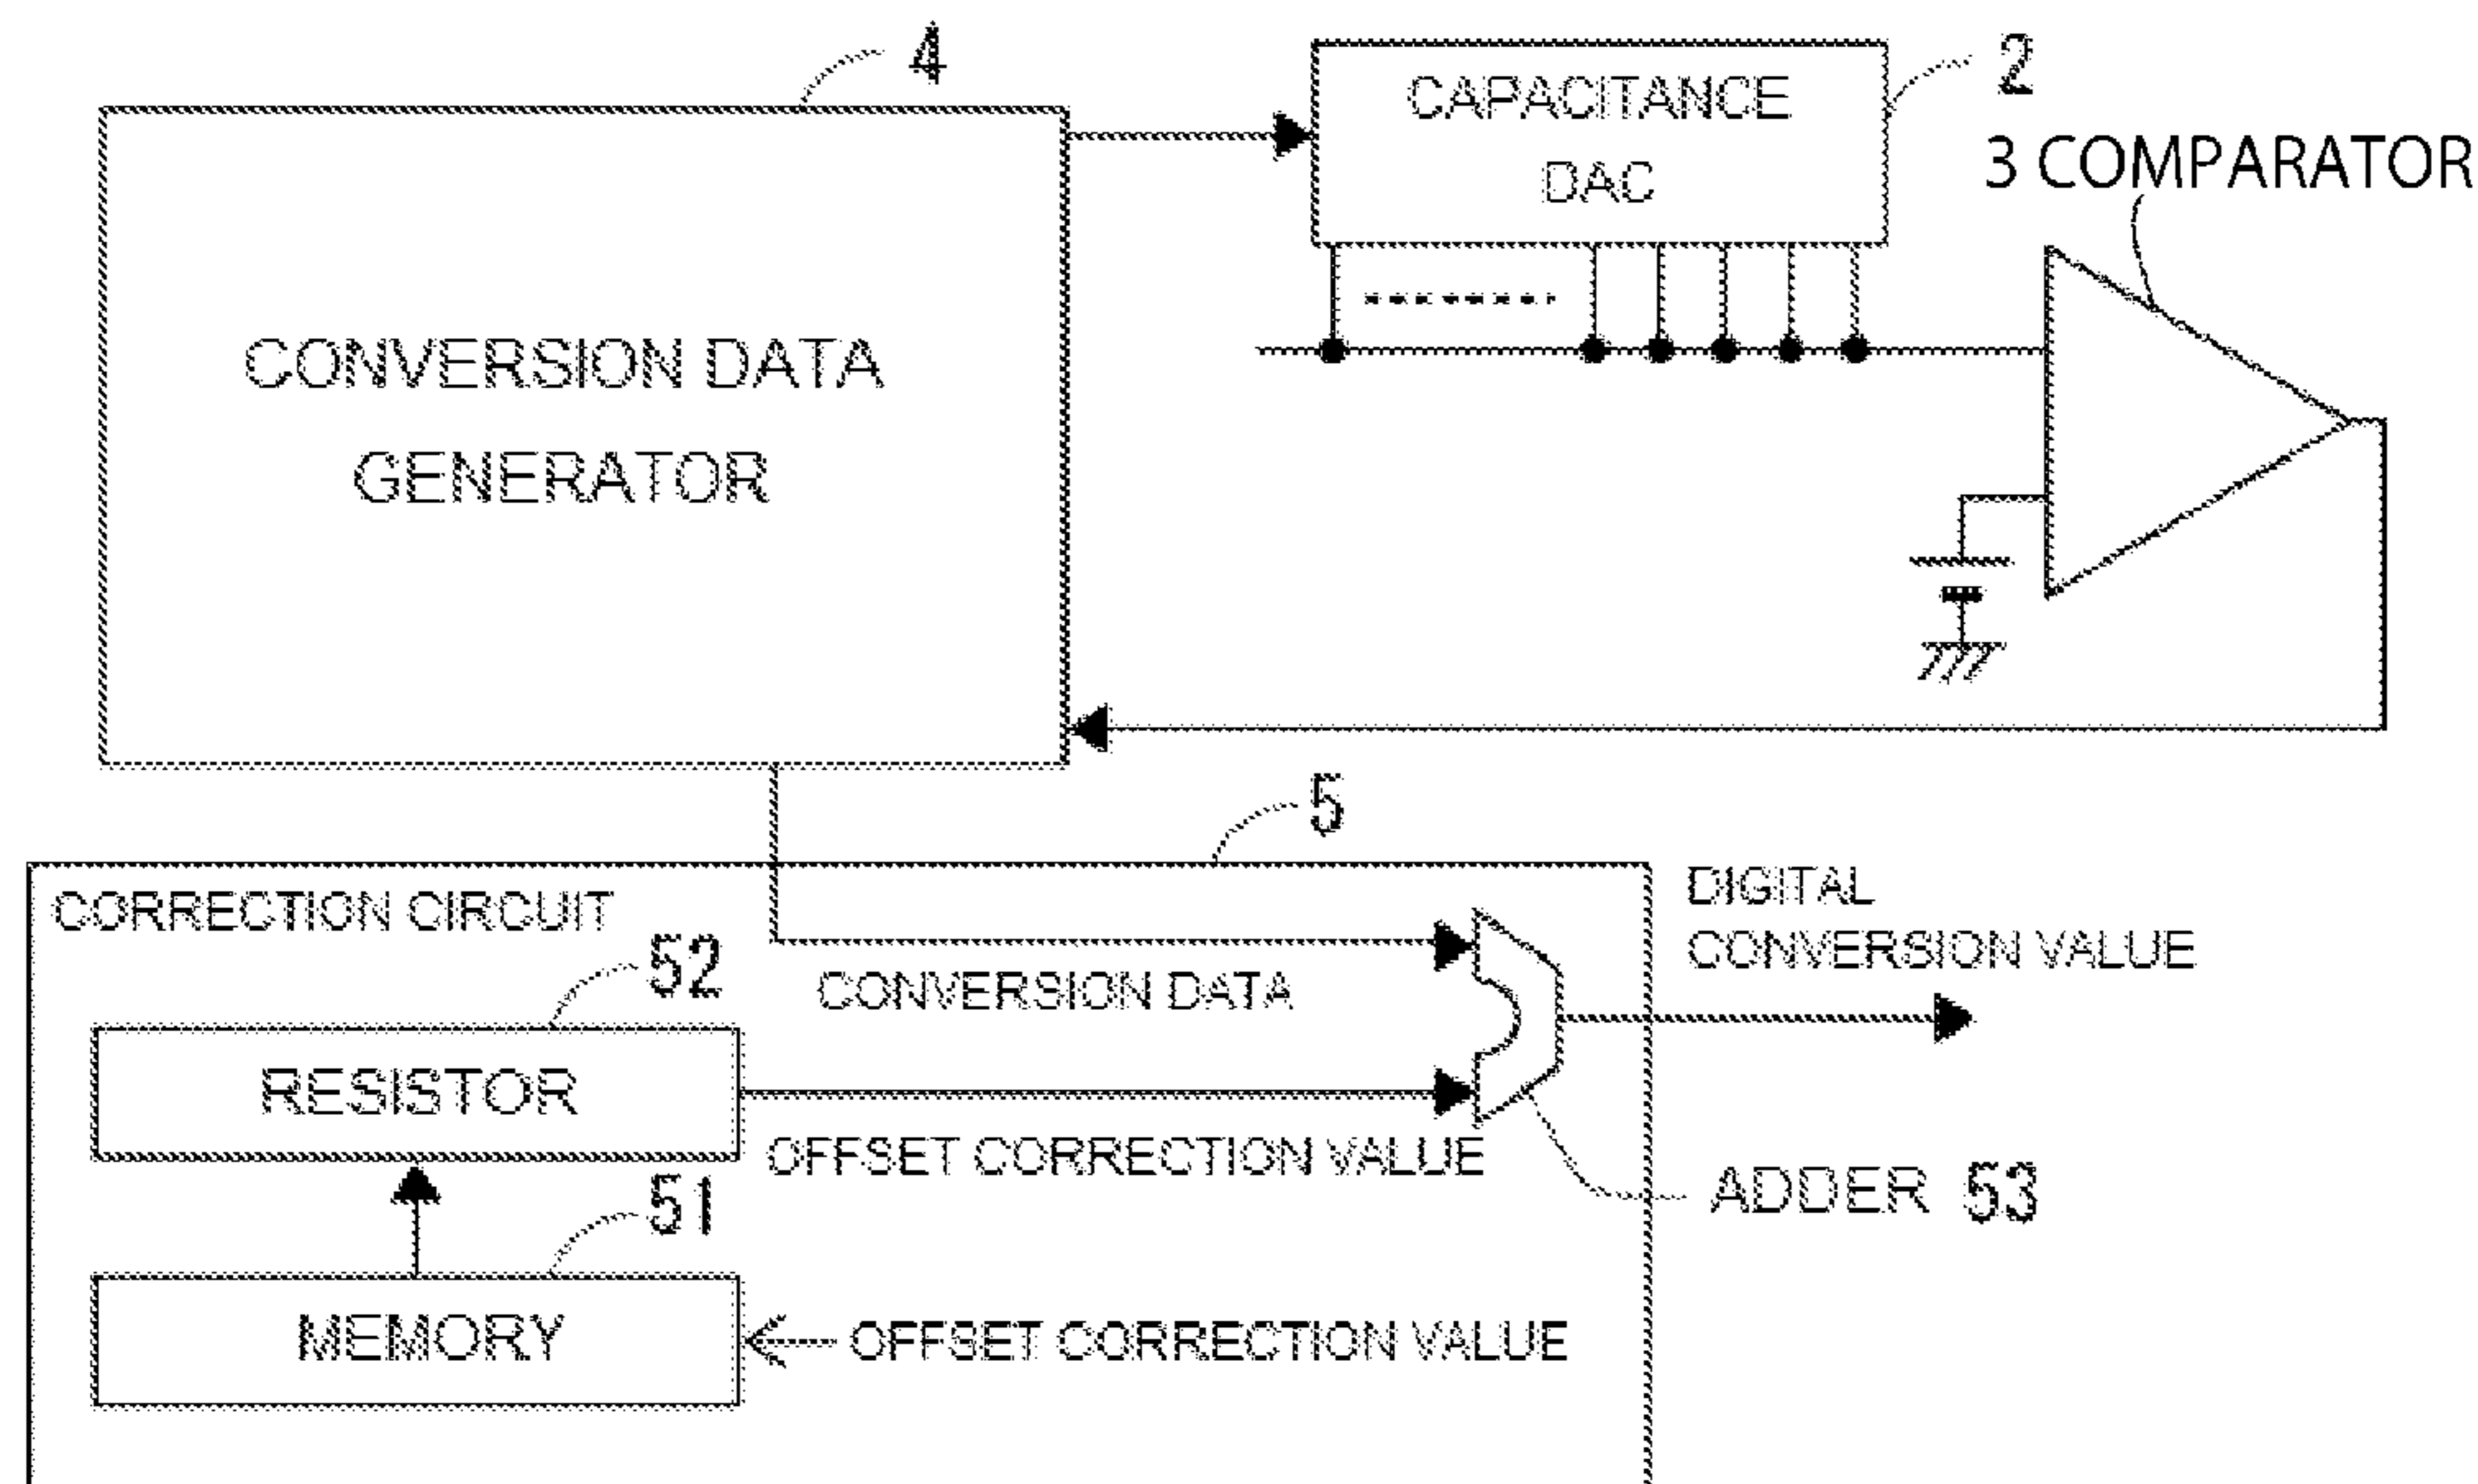 4
CAPACITANCE
DAC
2
3 COMPARATOR
CONVERSION DATA
GENERATOR
5
CORRECTION CIRCUIT
DIGITAL
CONVERSION VALUE
52
CONVERSION DATA
RESISTOR
OFFSET CORRECTION VALUE
51
ADDER 53
MEMORY
OFFSET CORRECTION VALUE